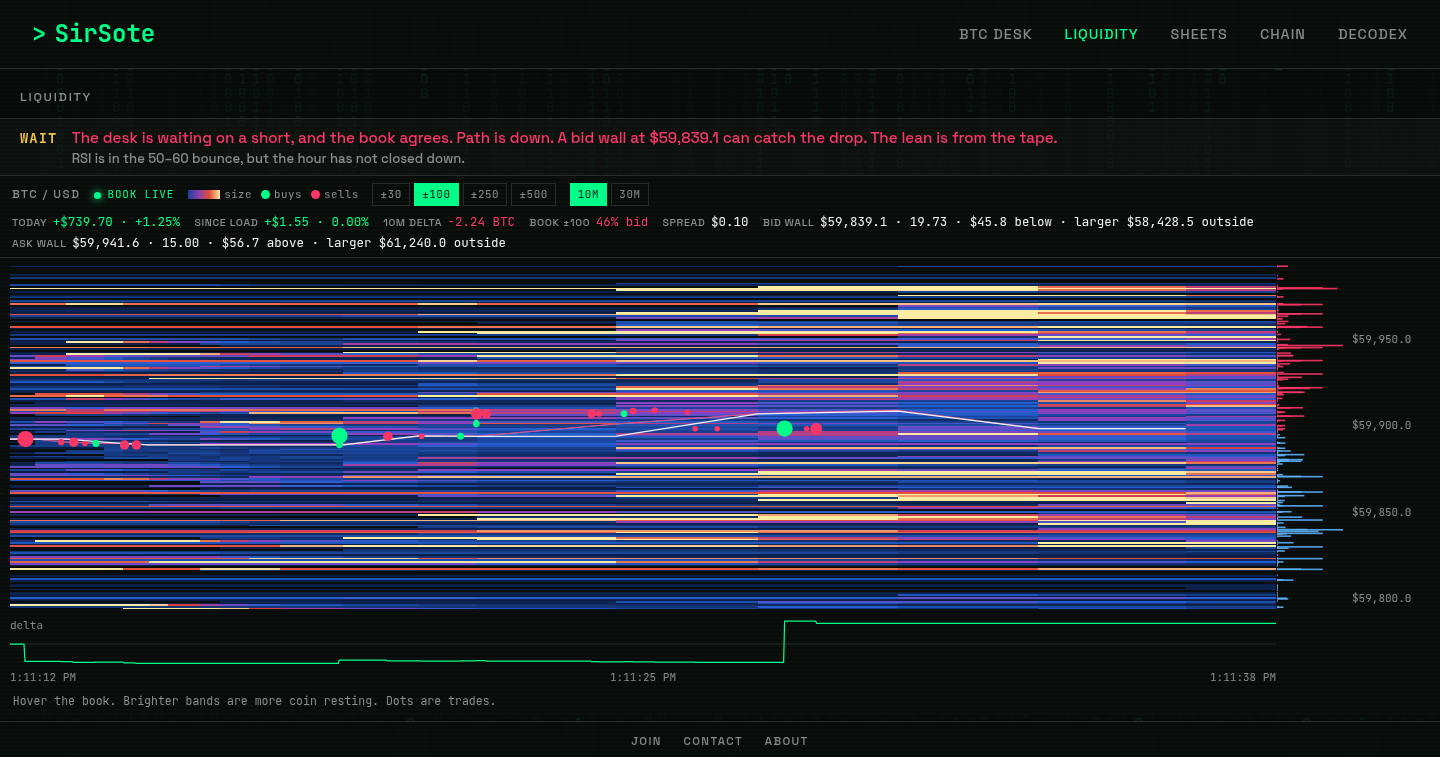 > SirSote
BTC DESK LIQUIDITY SHEETS CHAIN DECODEX
LIQUIDITY
WAIT The desk is waiting on a short, and the book agrees. Path is down. A bid wall at $59,839.1 can catch the drop. The lean is from the tape.
RSI is in the 50–60 bounce, but the hour has not closed down.
BTC / USD BOOK LIVE size buys sells ±30 ±100 ±250 ±500 10M 30M
TODAY +$739.70 · +1.25% SINCE LOAD +$1.55 · 0.00% 10M DELTA -2.24 BTC BOOK ±100 46% bid SPREAD $0.10 BID WALL $59,839.1 · 19.73 · $45.8 below · larger $58,428.5 outside
ASK WALL $59,941.6 · 15.00 · $56.7 above · larger $61,240.0 outside
$59,950.0
$59,900.0
$59,850.0
$59,800.0
delta
1:11:12 PM 1:11:25 PM 1:11:38 PM
Hover the book. Brighter bands are more coin resting. Dots are trades.
JOIN CONTACT ABOUT